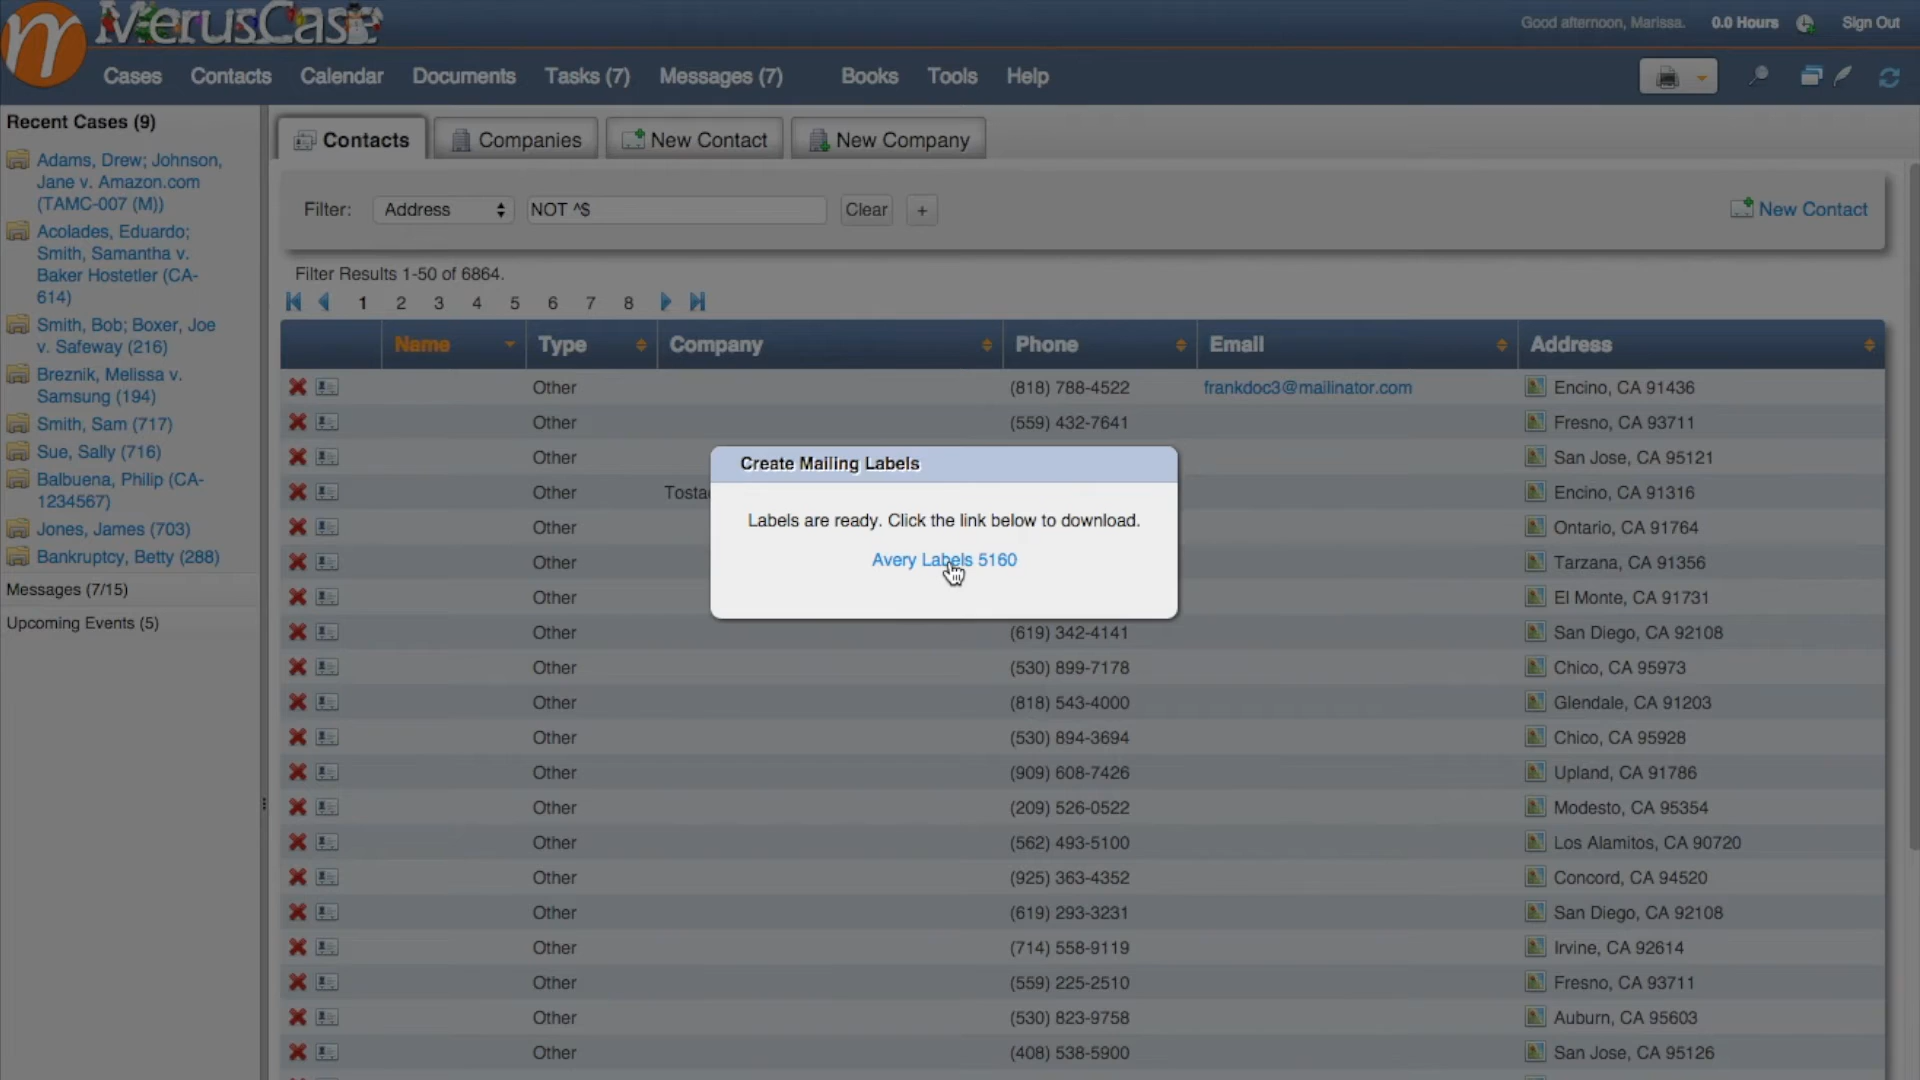 MerusCase
Good afternoon, Marissa. 0.0 Hours Sign Out
Cases Contacts Calendar Documents Tasks (7) Messages (7) Books Tools Help
Recent Cases (9)
Adams, Drew; Johnson,
Jane v. Amazon.com
(TAMC-007 (M))
Acolades, Eduardo;
Smith, Samantha v.
Baker Hostetler (CA-
614)
Smith, Bob; Boxer, Joe
v. Safeway (216)
Breznik, Melissa v.
Samsung (194)
Smith, Sam (717)
Sue, Sally (716)
Balbuena, Philip (CA-
1234567)
Jones, James (703)
Bankruptcy, Betty (288)
Messages (7/15)
Upcoming Events (5)
Contacts Companies New Contact New Company
Filter: Address NOT ^$ Clear + New Contact
Filter Results 1-50 of 6864.
1 2 3 4 5 6 7 8
Name Type Company Phone Email Address
Other (818) 788-4522 frankdoc3@mailinator.com Encino, CA 91436
Other (559) 432-7641 Fresno, CA 93711
Other San Jose, CA 95121
Other Encino, CA 91316
Other Ontario, CA 91764
Other Tarzana, CA 91356
Other El Monte, CA 91731
Create Mailing Labels
Labels are ready. Click the link below to download.
Avery Labels 5160
Other (619) 342-4141 San Diego, CA 92108
Other (530) 899-7178 Chico, CA 95973
Other (818) 543-4000 Glendale, CA 91203
Other (530) 894-3694 Chico, CA 95928
Other (909) 608-7426 Upland, CA 91786
Other (209) 526-0522 Modesto, CA 95354
Other (562) 493-5100 Los Alamitos, CA 90720
Other (925) 363-4352 Concord, CA 94520
Other (619) 293-3231 San Diego, CA 92108
Other (714) 558-9119 Irvine, CA 92614
Other (559) 225-2510 Fresno, CA 93711
Other (530) 823-9758 Auburn, CA 95603
Other (408) 538-5900 San Jose, CA 95126